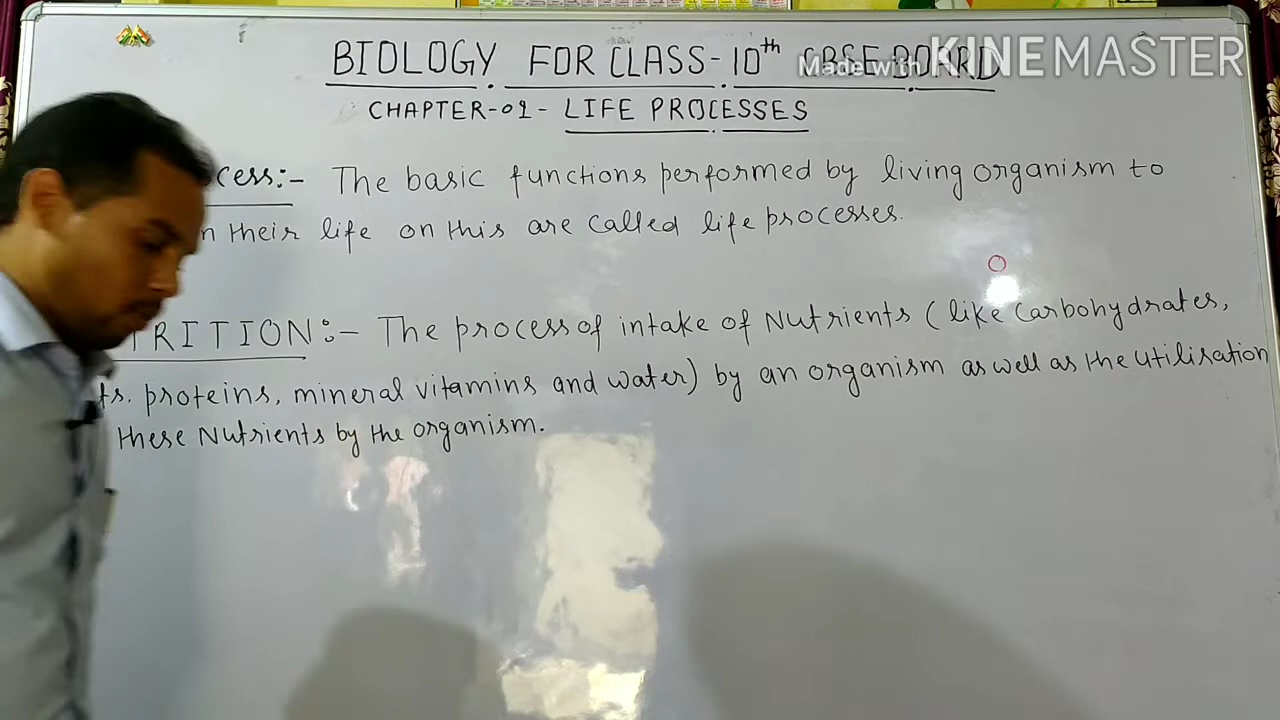 BIOLOGY FOR CLASS-10th CBSE BOARD
Made with KINEMASTER
CHAPTER-01- LIFE PROCESSES
cess:- The basic functions performed by living organism to
n their life on this are called life processes.
TRITION:- The process of intake of Nutrients (like carbohydrates,
ts. proteins, mineral vitamins and water) by an organism as well as the utilisation
these Nutrients by the organism.